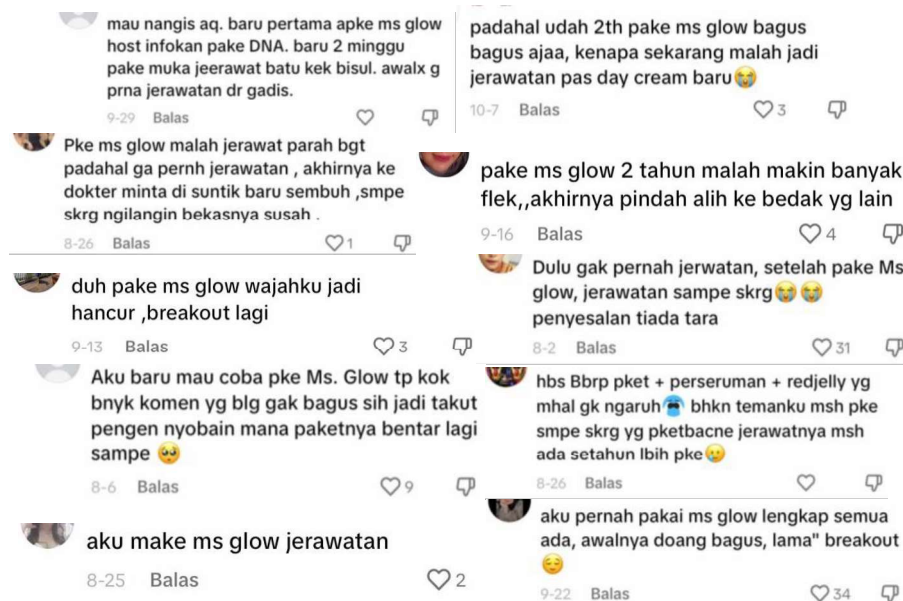 mau nangis aq. baru pertama apke ms glow
host infokan pake DNA. baru 2 minggu
pake muka jeerawat batu kek bisul. awalx g
prna jerawatan dr gadis.
9-29 Balas
Pke ms glow malah jerawat parah bgt
padahal ga pernh jerawatan , akhirnya ke
dokter minta di suntik baru sembuh ,smpe
skrg ngilangin bekasnya susah .
8-26 Balas 1
duh pake ms glow wajahku jadi
hancur ,breakout lagi
9-13 Balas 3
Aku baru mau coba pke Ms. Glow tp kok
bnyk komen yg blg gak bagus sih jadi takut
pengen nyobain mana paketnya bentar lagi
sampe 🥺
8-6 Balas 9
aku make ms glow jerawatan
8-25 Balas 2
padahal udah 2th pake ms glow bagus
bagus ajaa, kenapa sekarang malah jadi
jerawatan pas day cream baru😭
10-7 Balas 3
pake ms glow 2 tahun malah makin banyak
flek,,akhirnya pindah alih ke bedak yg lain
9-16 Balas 4
Dulu gak pernah jerwatan, setelah pake Ms
glow, jerawatan sampe skrg😭😭
penyesalan tiada tara
8-2 Balas 31
hbs Bbrp pket + perseruman + redjelly yg
mhal gk ngaruh😭 bhkn temanku msh pke
smpe skrg yg pketbacne jerawatnya msh
ada setahun lbih pke🥲
8-26 Balas
aku pernah pakai ms glow lengkap semua
ada, awalnya doang bagus, lama" breakout
😌
9-22 Balas 34